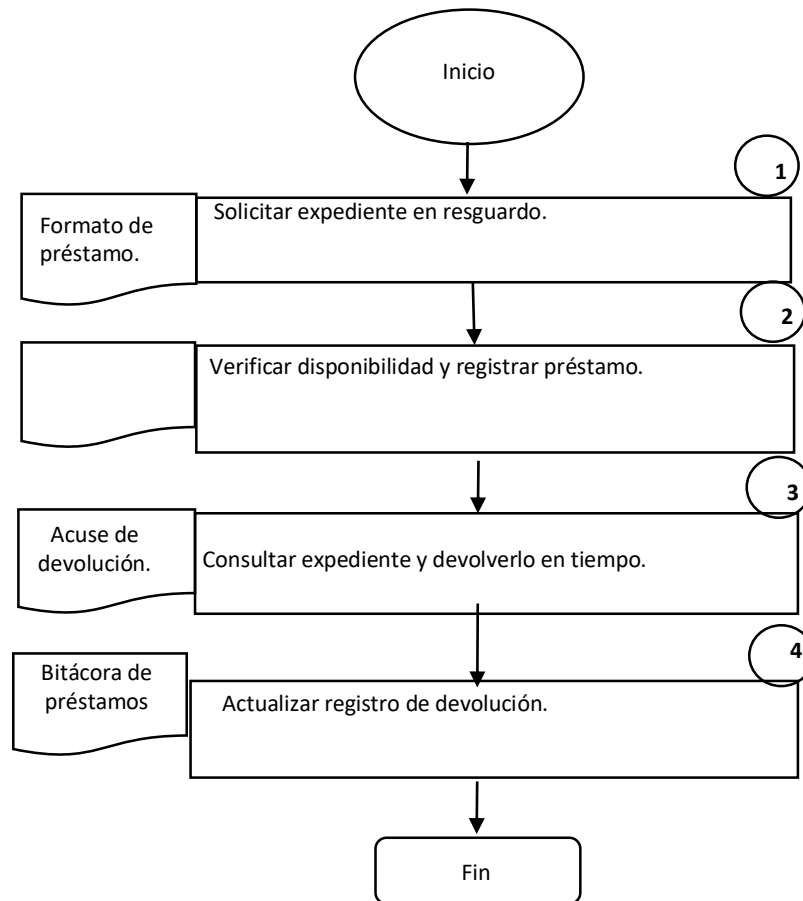 Inicio
1
Formato de
préstamo.
Solicitar expediente en resguardo.
2
Verificar disponibilidad y registrar préstamo.
3
Acuse de
devolución.
Consultar expediente y devolverlo en tiempo.
4
Bitácora de
préstamos
Actualizar registro de devolución.
Fin